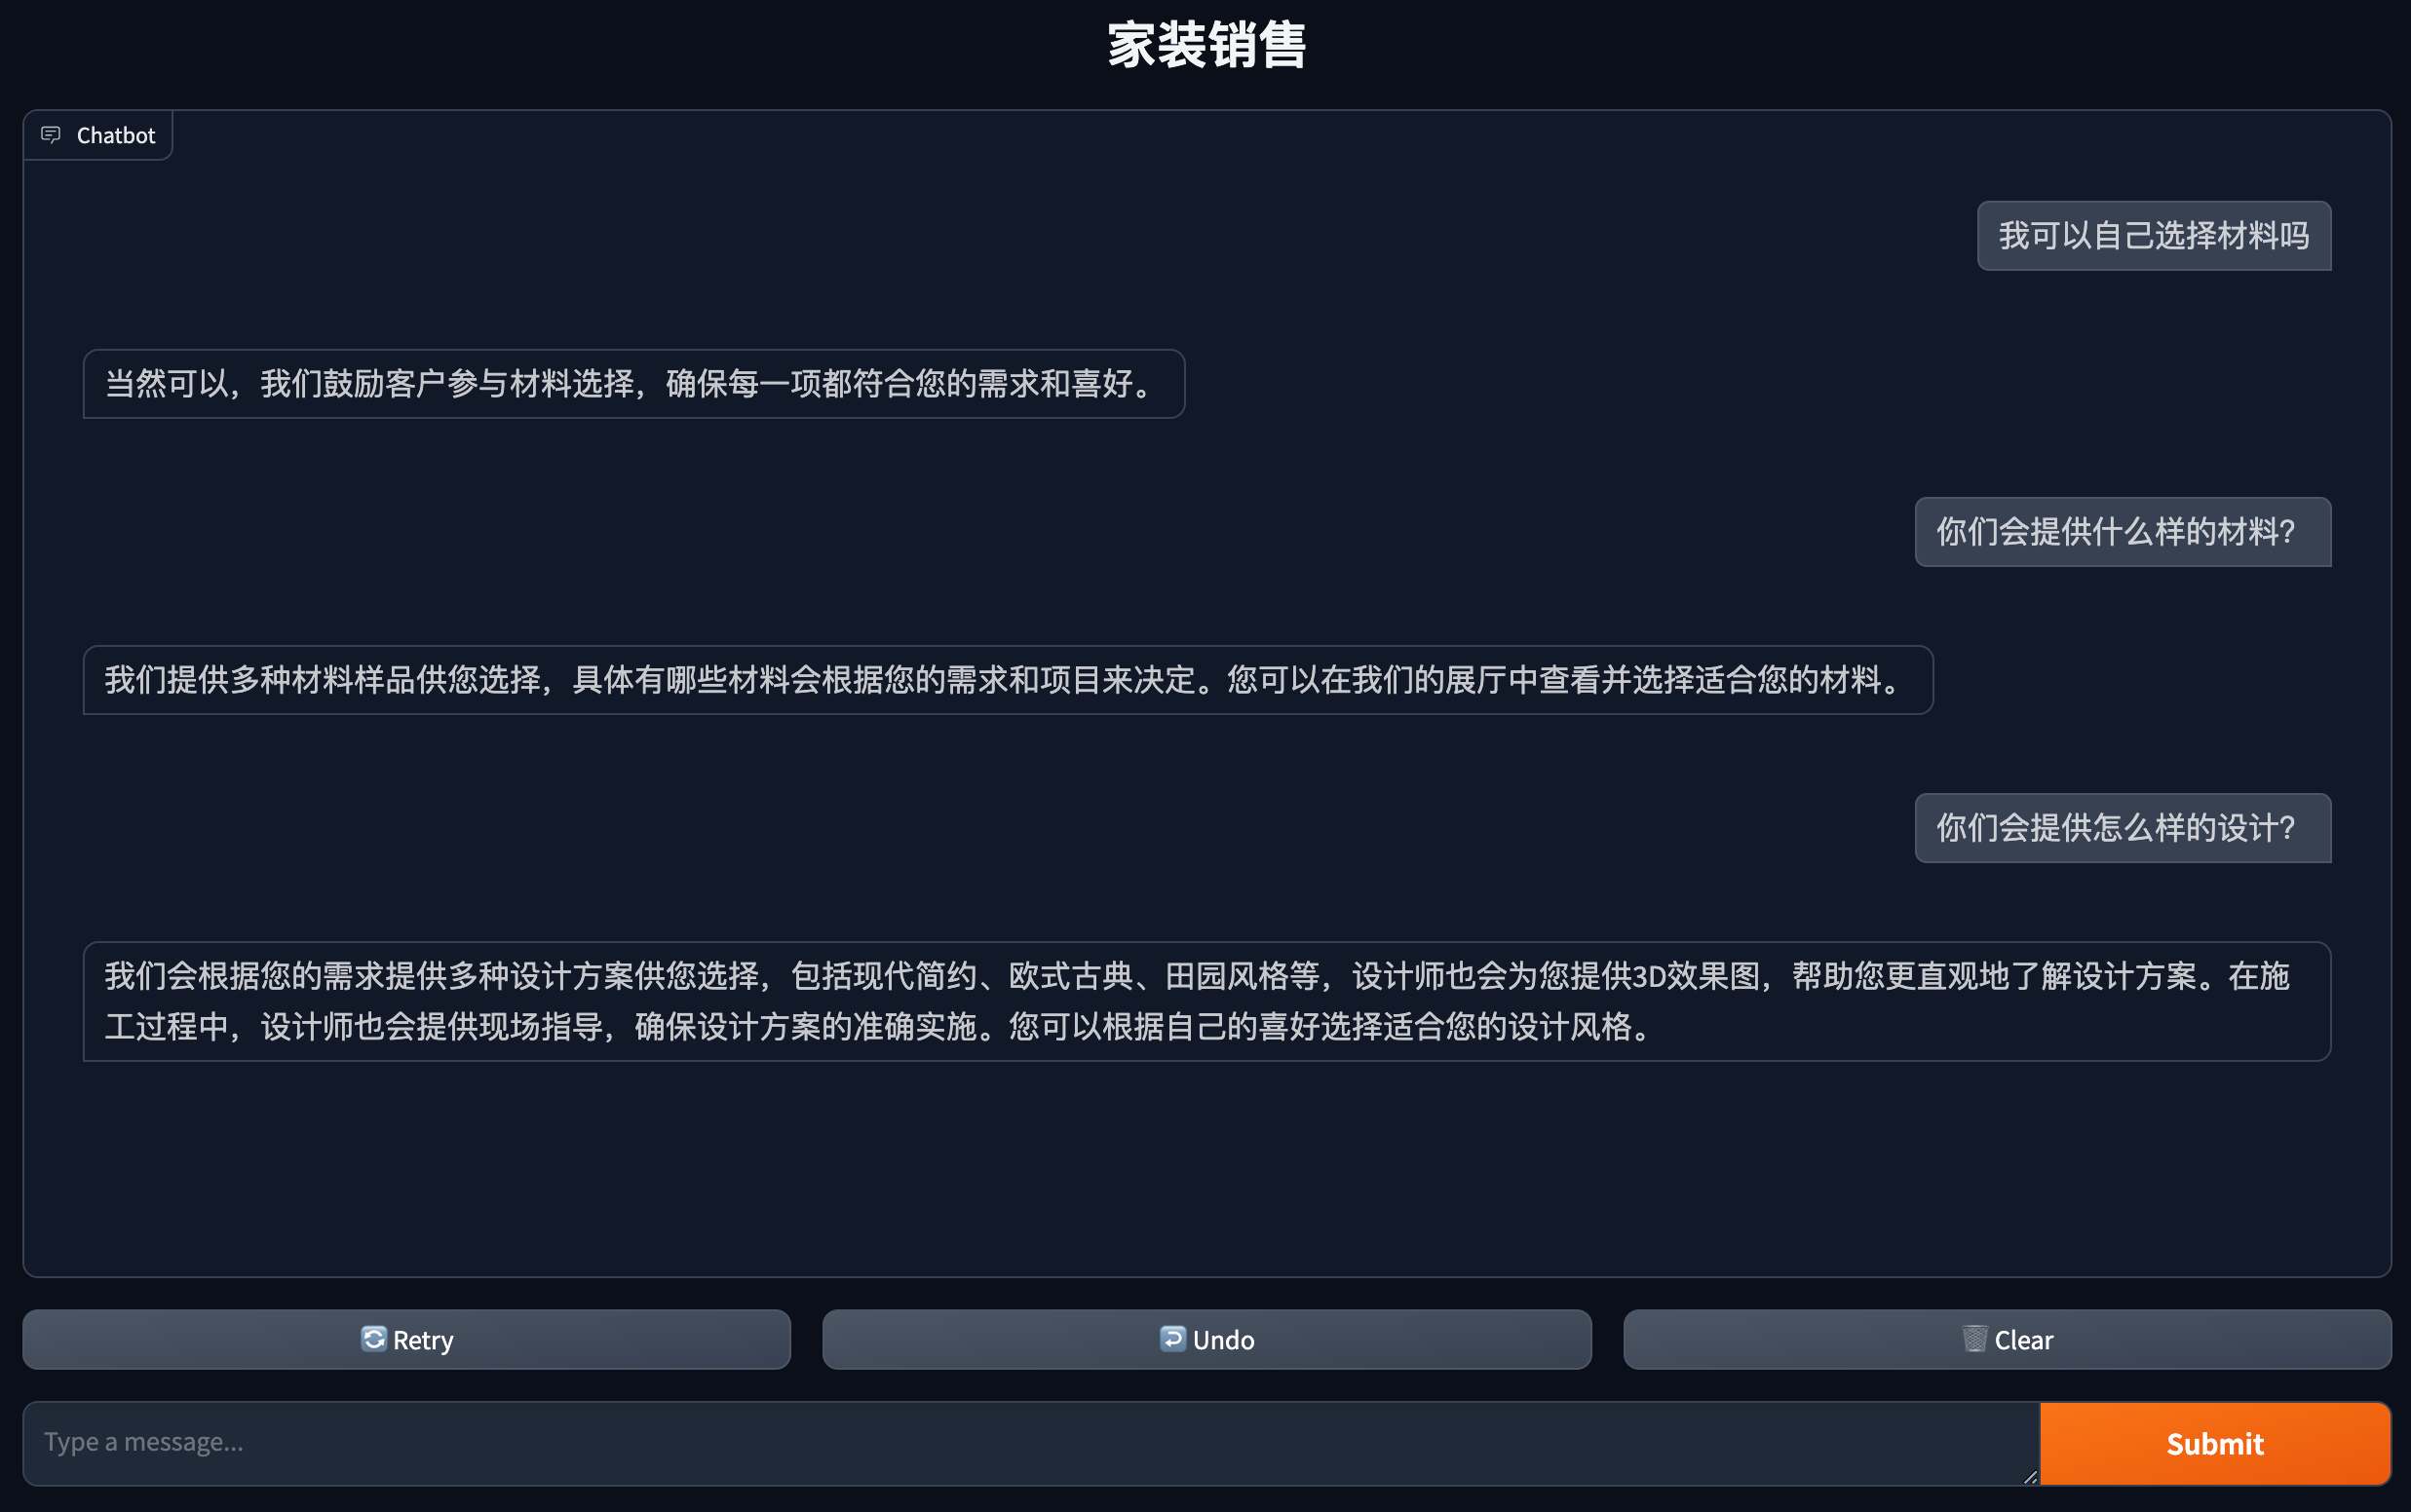 家装销售
Chatbot
我可以自己选择材料吗
当然可以，我们鼓励客户参与材料选择，确保每一项都符合您的需求和喜好。
你们会提供什么样的材料？
我们提供多种材料样品供您选择，具体有哪些材料会根据您的需求和项目来决定。您可以在我们的展厅中查看并选择适合您的材料。
你们会提供怎么样的设计？
我们会根据您的需求提供多种设计方案供您选择，包括现代简约、欧式古典、田园风格等，设计师也会为您提供3D效果图，帮助您更直观地了解设计方案。在施
工过程中，设计师也会提供现场指导，确保设计方案的准确实施。您可以根据自己的喜好选择适合您的设计风格。
Retry
Undo
Clear
Type a message...
Submit